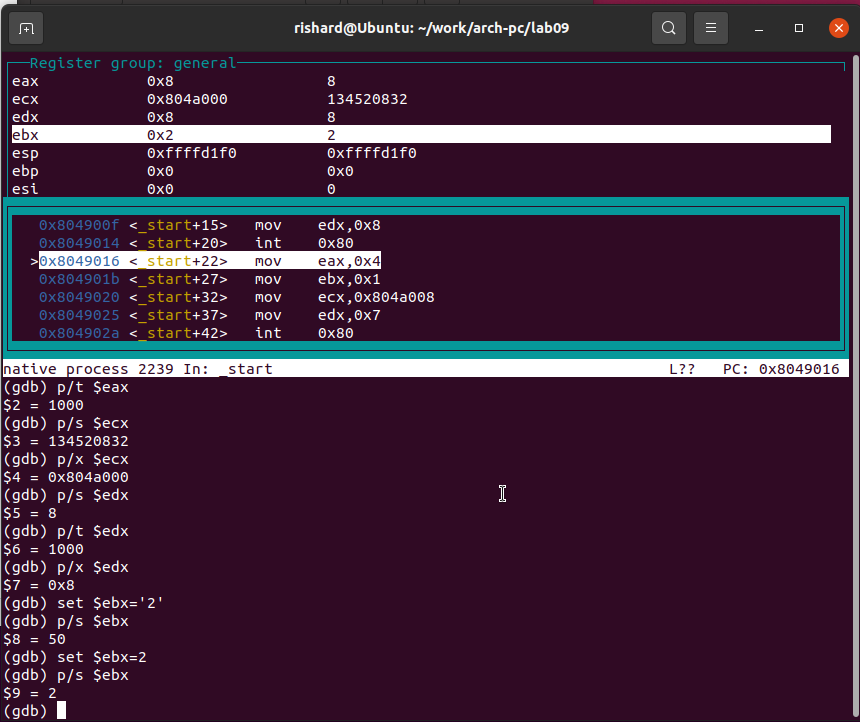 rishard@Ubuntu: ~/work/arch-pc/lab09
Register group: general
eax 0x8 8
ecx 0x804a000 134520832
edx 0x8 8
ebx 0x2 2
esp 0xffffd1f0 0xffffd1f0
ebp 0x0 0x0
esi 0x0 0
0x804900f <_start+15> mov edx,0x8
0x8049014 <_start+20> int 0x80
>0x8049016 <_start+22> mov eax,0x4
0x804901b <_start+27> mov ebx,0x1
0x8049020 <_start+32> mov ecx,0x804a008
0x8049025 <_start+37> mov edx,0x7
0x804902a <_start+42> int 0x80
native process 2239 In: _start L?? PC: 0x8049016
(gdb) p/t $eax
$2 = 1000
(gdb) p/s $ecx
$3 = 134520832
(gdb) p/x $ecx
$4 = 0x804a000
(gdb) p/s $edx
$5 = 8
(gdb) p/t $edx
$6 = 1000
(gdb) p/x $edx
$7 = 0x8
(gdb) set $ebx='2'
(gdb) p/s $ebx
$8 = 50
(gdb) set $ebx=2
(gdb) p/s $ebx
$9 = 2
(gdb)